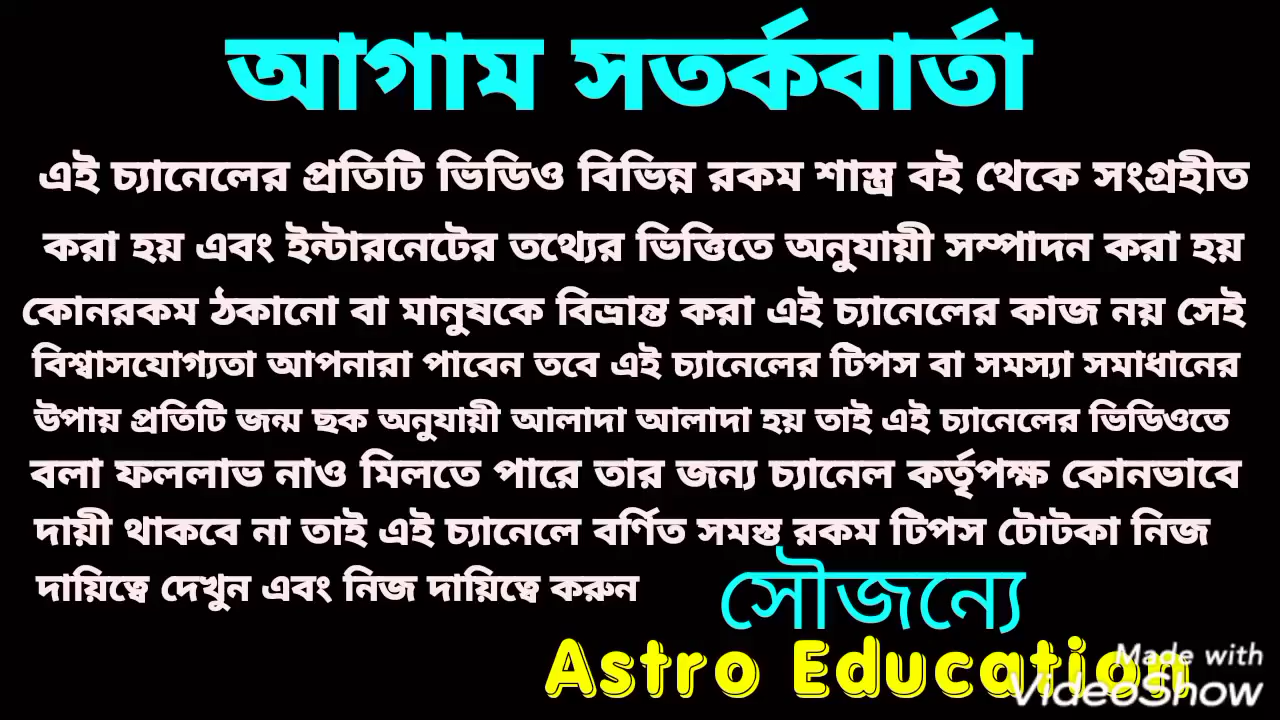 আগাম সতর্কবার্তা
এই চ্যানেলের প্রতিটি ভিডিও বিভিন্ন রকম শাস্ত্র বই থেকে সংগ্রহীত
করা হয় এবং ইন্টারনেটের তথ্যের ভিত্তিতে অনুযায়ী সম্পাদন করা হয়
কোনরকম ঠকানো বা মানুষকে বিভ্রান্ত করা এই চ্যানেলের কাজ নয় সেই
বিশ্বাসযোগ্যতা আপনারা পাবেন তবে এই চ্যানেলের টিপস বা সমস্যা সমাধানের
উপায় প্রতিটি জন্ম ছক অনুযায়ী আলাদা আলাদা হয় তাই এই চ্যানেলের ভিডিওতে
বলা ফললাভ নাও মিলতে পারে তার জন্য চ্যানেল কর্তৃপক্ষ কোনভাবে
দায়ী থাকবে না তাই এই চ্যানেলে বর্ণিত সমস্ত রকম টিপস টোটকা নিজ
দায়িত্বে দেখুন এবং নিজ দায়িত্বে করুন
সৌজন্যে
Astro Education
Made with
VideoShow